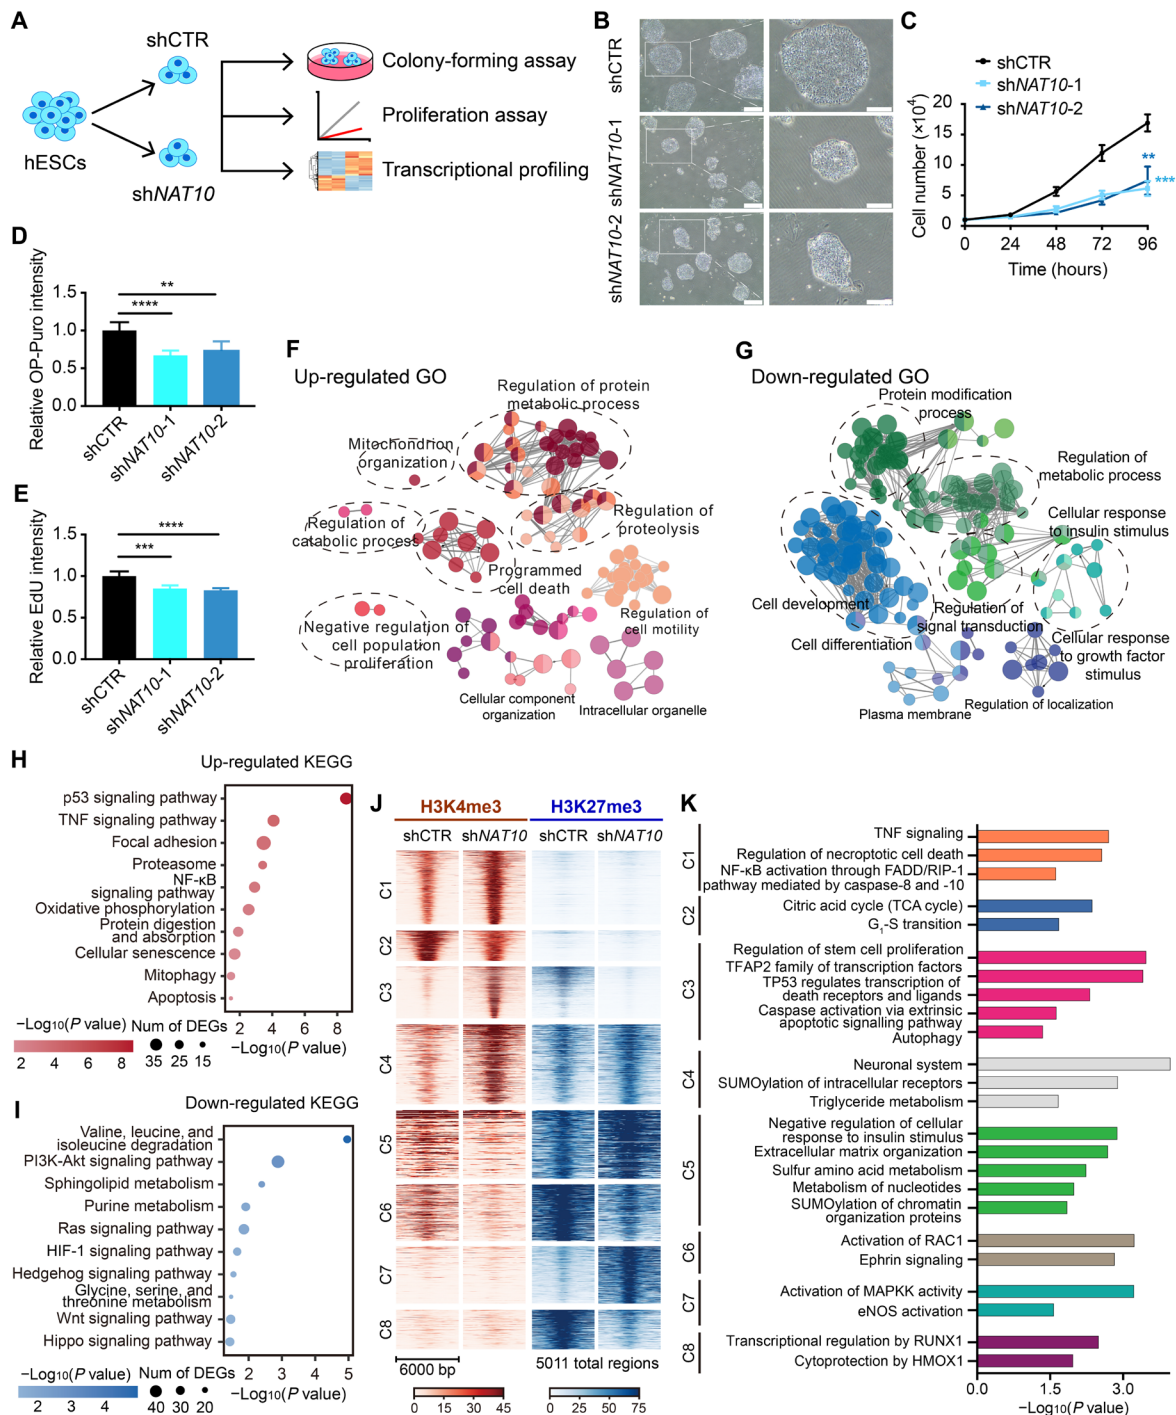 A
shCTR
hESCs
shNAT10
Colony-forming assay
Proliferation assay
Transcriptional profiling
B
shCTR
shNAT10-1
shNAT10-2
C
shCTR
shNAT10-1
shNAT10-2
Cell number (×10⁴)
20
15
10
5
0
**
***
0 24 48 72 96
Time (hours)
D
Relative OP-Puro intensity
1.5
1.0
0.5
0.0
**
****
shCTR
shNAT10-1
shNAT10-2
E
Relative EdU intensity
1.5
1.0
0.5
0.0
****
***
shCTR
shNAT10-1
shNAT10-2
F
Up-regulated GO
Regulation of protein
metabolic process
Mitochondrion
organization
Regulation of
catabolic process
Regulation of
proteolysis
Programmed
cell death
Negative regulation of
cell population
proliferation
Regulation of
cell motility
Cellular component
organization
Intracellular organelle
G
Down-regulated GO
Protein modification
process
Regulation of
metabolic process
Cellular response
to insulin stimulus
Cell development
Regulation of
signal transduction
Cell differentiation
Cellular response
to growth factor
stimulus
Plasma membrane
Regulation of localization
H
Up-regulated KEGG
p53 signaling pathway
TNF signaling pathway
Focal adhesion
Proteasome
NF-κB
signaling pathway
Oxidative phosphorylation
Protein digestion
and absorption
Cellular senescence
Mitophagy
Apoptosis
2 4 6 8
−Log₁₀(P value)
−Log₁₀(P value)
2 4 6 8
Num of DEGs
35 25 15
I
Down-regulated KEGG
Valine, leucine, and
isoleucine degradation
PI3K-Akt signaling pathway
Sphingolipid metabolism
Purine metabolism
Ras signaling pathway
HIF-1 signaling pathway
Hedgehog signaling pathway
Glycine, serine, and
threonine metabolism
Wnt signaling pathway
Hippo signaling pathway
2 3 4 5
−Log₁₀(P value)
−Log₁₀(P value)
2 3 4
Num of DEGs
40 30 20
J
H3K4me3 H3K27me3
shCTR shNAT10 shCTR shNAT10
C1
C2
C3
C4
C5
C6
C7
C8
6000 bp
5011 total regions
0 15 30 45
0 25 50 75
K
C1
TNF signaling
Regulation of necroptotic cell death
NF-κB activation through FADD/RIP-1
pathway mediated by caspase-8 and -10
C2
Citric acid cycle (TCA cycle)
G₁-S transition
C3
Regulation of stem cell proliferation
TFAP2 family of transcription factors
TP53 regulates transcription of
death receptors and ligands
Caspase activation via extrinsic
apoptotic signalling pathway
Autophagy
C4
Neuronal system
SUMOylation of intracellular receptors
Triglyceride metabolism
C5
Negative regulation of cellular
response to insulin stimulus
Extracellular matrix organization
Sulfur amino acid metabolism
Metabolism of nucleotides
SUMOylation of chromatin
organization proteins
C6
Activation of RAC1
Ephrin signaling
C7
Activation of MAPKK activity
eNOS activation
C8
Transcriptional regulation by RUNX1
Cytoprotection by HMOX1
0.0 1.5 3.0
−Log₁₀(P value)